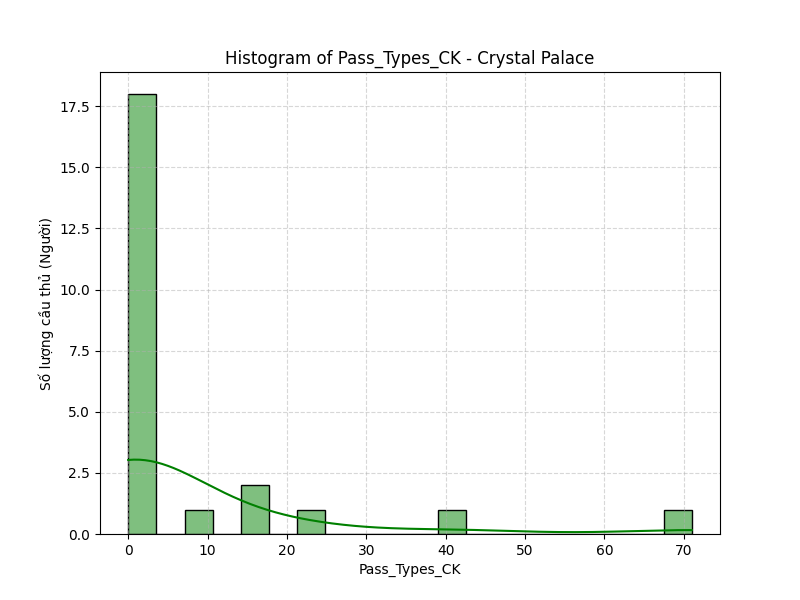 Histogram of Pass_Types_CK - Crystal Palace
Số lượng cầu thủ (Người)
17.5
15.0
12.5
10.0
7.5
5.0
2.5
0.0
0 10 20 30 40 50 60 70
Pass_Types_CK